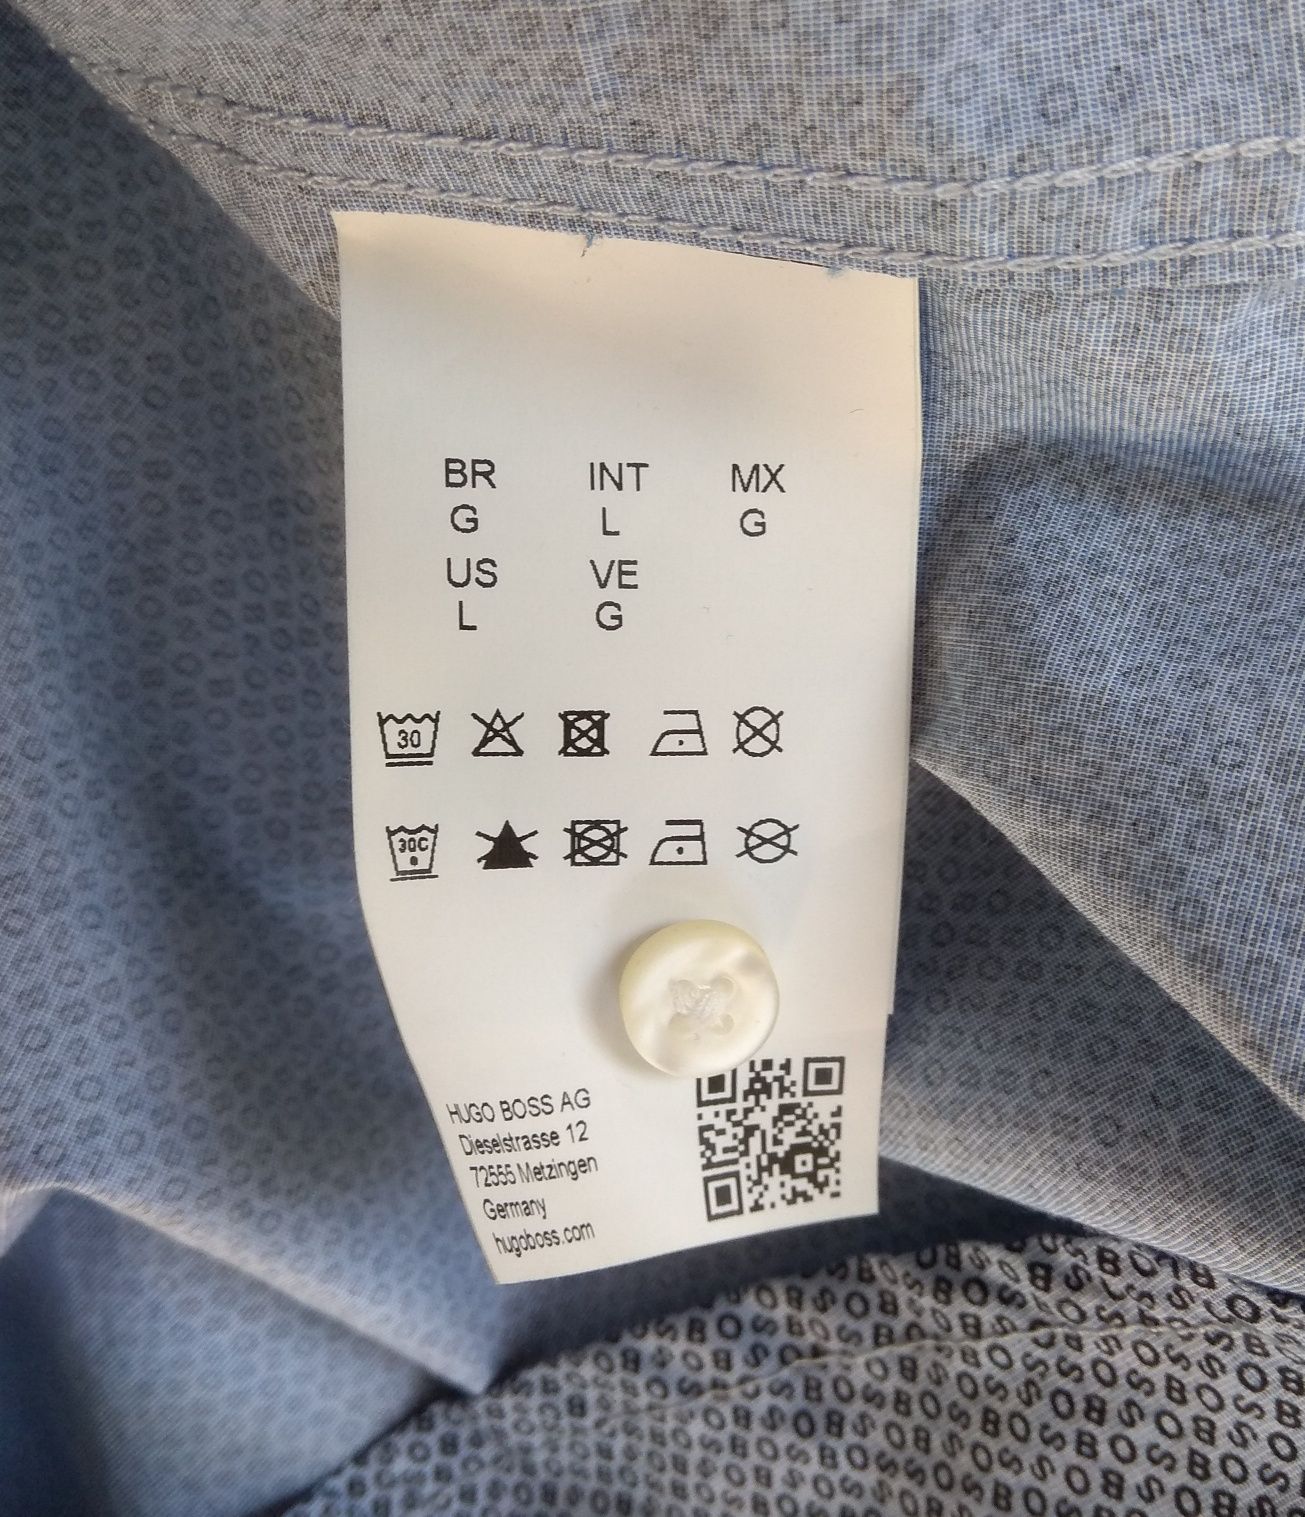 BR INT MX
G L G
US VE
L G
30
30C
HUGO BOSS AG
Dieselstrasse 12
72555 Metzingen
Germany
hugoboss.com